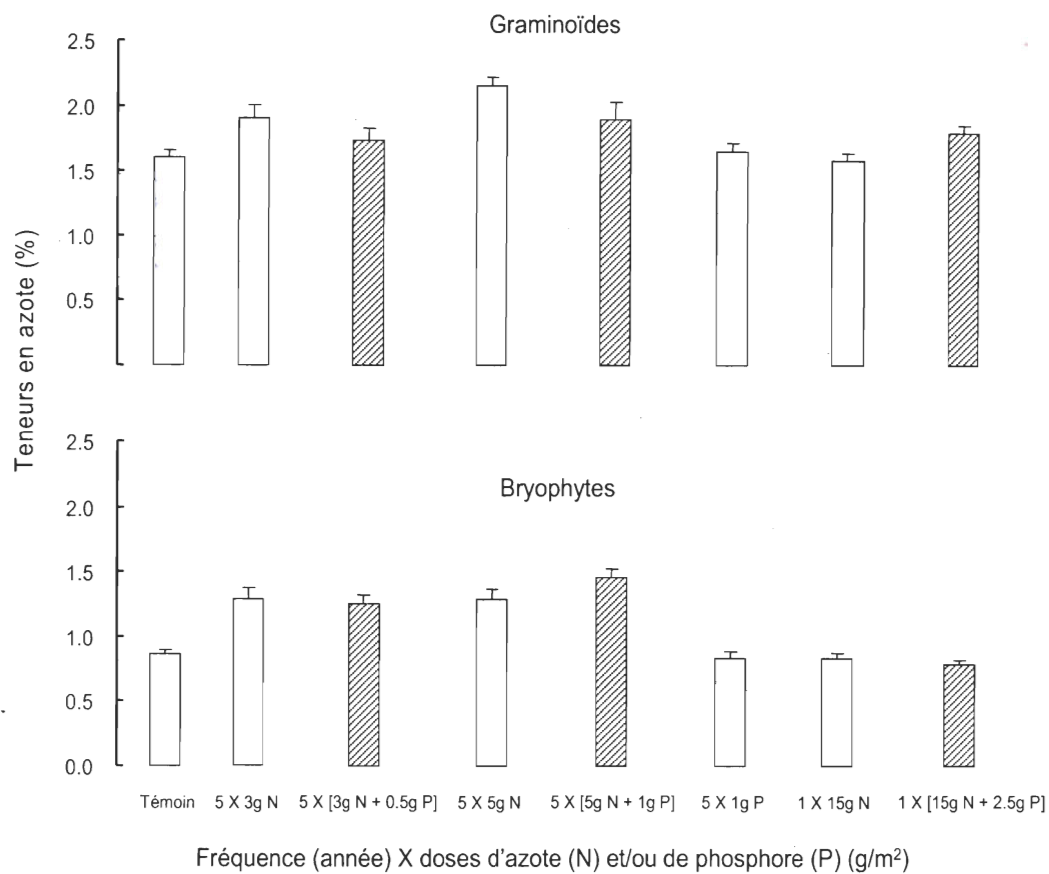 Graminoïdes
2.5
2.0
1.5
1.0
0.5
Teneurs en azote (%)
2.5
Bryophytes
2.0
1.5
1.0
0.5
0.0
Témoin 5 X 3g N 5 X [3g N + 0.5g P] 5 X 5g N 5 X [5g N + 1g P] 5 X 1g P 1 X 15g N 1 X [15g N + 2.5g P]
Fréquence (année) X doses d'azote (N) et/ou de phosphore (P) (g/m²)